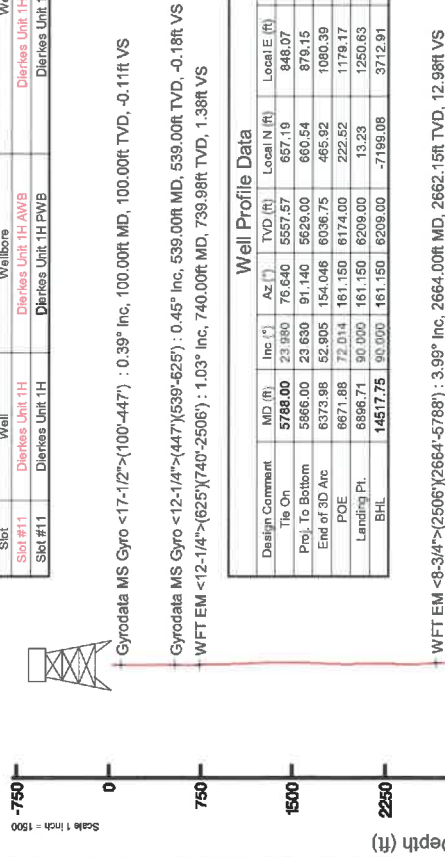 Slot Well Wellbore
Slot #11 Dierkes Unit 1H Dierkes Unit 1H AWB Dierkes Unit 1H
Slot #11 Dierkes Unit 1H Dierkes Unit 1H PWB Dierkes Unit 1
-750
Scale 1 inch = 1500
0
750
1500
2250
Depth (ft)
Gyrodata MS Gyro <17-1/2">(100'-447') : 0.39° Inc, 100.00ft MD, 100.00ft TVD, -0.11ft VS
Gyrodata MS Gyro <12-1/4">(447')(539'-625') : 0.45° Inc, 539.00ft MD, 539.00ft TVD, -0.18ft VS
WFT EM <12-1/4">(625')(740'-2506') : 1.03° Inc, 740.00ft MD, 739.98ft TVD, 1.38ft VS
Well Profile Data
Design Comment MD (ft) Inc (°) Az (°) TVD (ft) Local N (ft) Local E (ft)
Tie On 5788.00 23.980 76.640 5557.57 657.19 848.07
Proj. To Bottom 5866.00 23.630 91.140 5629.00 660.54 879.15
End of 3D Arc 6373.98 52.905 154.046 6036.75 465.92 1080.39
POE 6671.88 72.014 161.150 6174.00 222.52 1179.17
Landing Pt. 6896.71 90.000 161.150 6209.00 13.23 1250.63
BHL 14517.75 90.000 161.150 6209.00 -7199.08 3712.91
WFT EM <8-3/4">(2506')(2664'-5788') : 3.99° Inc, 2664.00ft MD, 2662.15ft TVD, 12.98ft VS